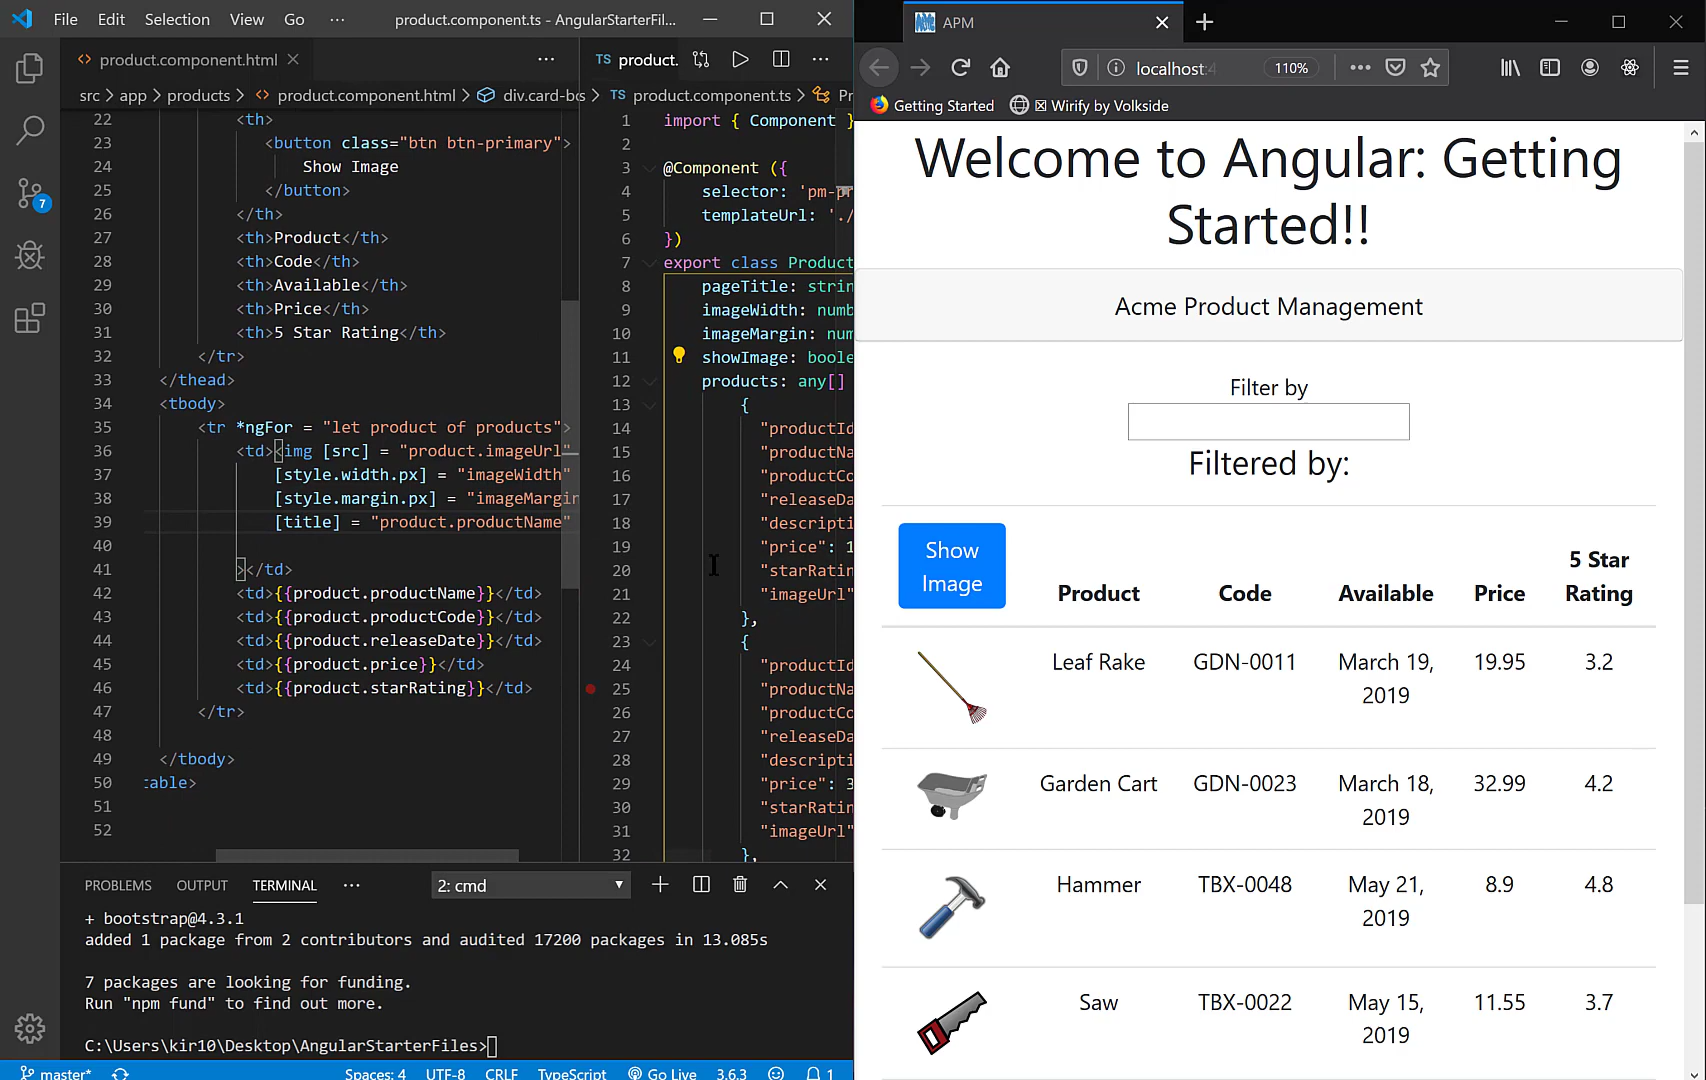 File Edit Selection View Go ··· product.component.ts - AngularStarterFil...
product.component.html
src > app > products > product.component.html > div.card-bo
22 <th>
23 <button class="btn btn-primary">
24 Show Image
25 </button>
26 </th>
27 <th>Product</th>
28 <th>Code</th>
29 <th>Available</th>
30 <th>Price</th>
31 <th>5 Star Rating</th>
32 </tr>
33 </thead>
34 <tbody>
35 <tr *ngFor = "let product of products">
36 <td><img [src] = "product.imageUrl"
37 [style.width.px] = "imageWidth"
38 [style.margin.px] = "imageMargin
39 [title] = "product.productName"
40
41 ></td>
42 <td>{{product.productName}}</td>
43 <td>{{product.productCode}}</td>
44 <td>{{product.releaseDate}}</td>
45 <td>{{product.price}}</td>
46 <td>{{product.starRating}}</td>
47 </tr>
48
49 </tbody>
50 table>
51
52
TS product.
TS product.component.ts > Pr
1 import { Component }
2
3 @Component ({
4 selector: 'pm-pr
5 templateUrl: './
6 })
7 export class Product
8 pageTitle: strin
9 imageWidth: numb
10 imageMargin: num
11 showImage: boole
12 products: any[]
13 {
14 "productId
15 "productNa
16 "productCo
17 "releaseDa
18 "descripti
19 "price": 1
20 "starRatin
21 "imageUrl"
22 },
23 {
24 "productId
25 "productNa
26 "productCo
27 "releaseDa
28 "descripti
29 "price": 3
30 "starRatin
31 "imageUrl"
32 },
7
PROBLEMS OUTPUT TERMINAL ··· 2: cmd
+ bootstrap@4.3.1
added 1 package from 2 contributors and audited 17200 packages in 13.085s
7 packages are looking for funding.
Run "npm fund" to find out more.
C:\Users\kir10\Desktop\AngularStarterFiles>
master* Spaces: 4 UTF-8 CRLF TypeScript Go Live 3.6.3 1
APM
localhost:4 110%
Getting Started Wirify by Volkside
Welcome to Angular: Getting
Started!!
Acme Product Management
Filter by
Filtered by:
Show Image Product Code Available Price 5 Star Rating
Leaf Rake GDN-0011 March 19, 2019 19.95 3.2
Garden Cart GDN-0023 March 18, 2019 32.99 4.2
Hammer TBX-0048 May 21, 2019 8.9 4.8
Saw TBX-0022 May 15, 2019 11.55 3.7